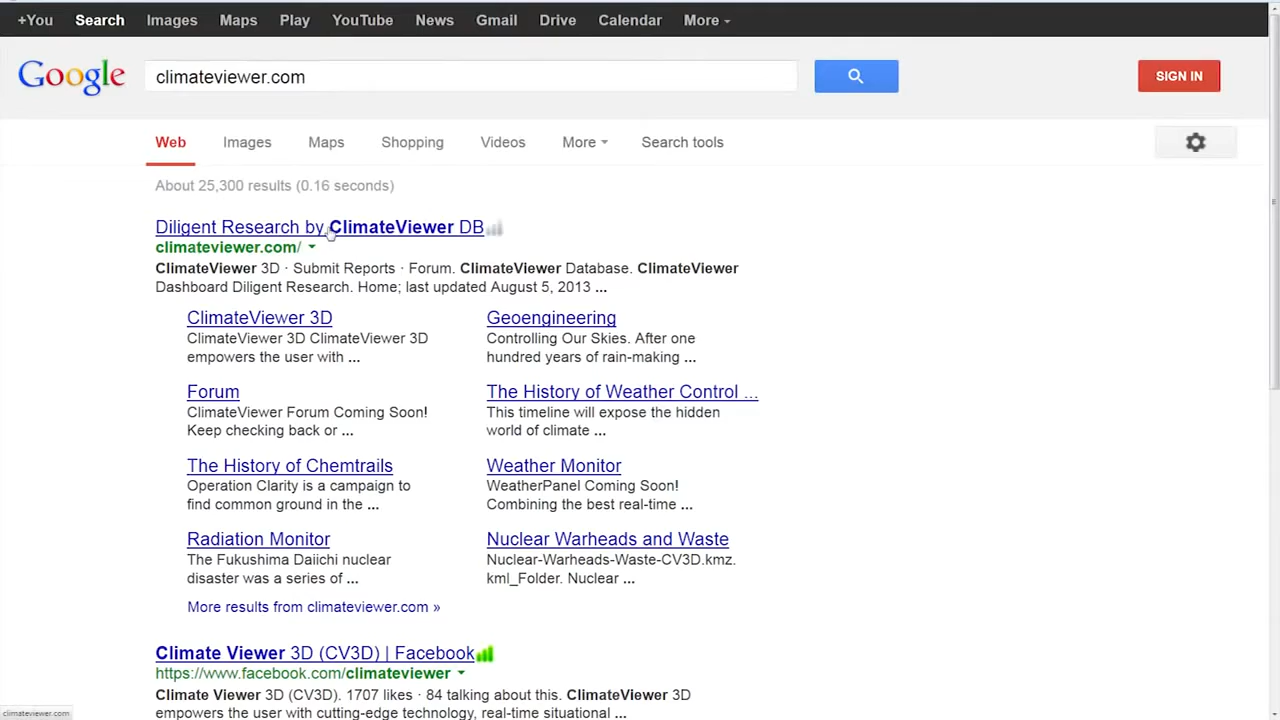 +You Search Images Maps Play YouTube News Gmail Drive Calendar More
Google climateviewer.com SIGN IN
Web Images Maps Shopping Videos More Search tools
About 25,300 results (0.16 seconds)
Diligent Research by ClimateViewer DB
climateviewer.com/
ClimateViewer 3D · Submit Reports · Forum. ClimateViewer Database. ClimateViewer
Dashboard Diligent Research. Home; last updated August 5, 2013 ...
ClimateViewer 3D
ClimateViewer 3D ClimateViewer 3D
empowers the user with ...
Geoengineering
Controlling Our Skies. After one
hundred years of rain-making ...
Forum
ClimateViewer Forum Coming Soon!
Keep checking back or ...
The History of Weather Control ...
This timeline will expose the hidden
world of climate ...
The History of Chemtrails
Operation Clarity is a campaign to
find common ground in the ...
Weather Monitor
WeatherPanel Coming Soon!
Combining the best real-time ...
Radiation Monitor
The Fukushima Daiichi nuclear
disaster was a series of ...
Nuclear Warheads and Waste
Nuclear-Warheads-Waste-CV3D.kmz.
kml_Folder. Nuclear ...
More results from climateviewer.com »
Climate Viewer 3D (CV3D) | Facebook
https://www.facebook.com/climateviewer
Climate Viewer 3D (CV3D). 1707 likes · 84 talking about this. ClimateViewer 3D
empowers the user with cutting-edge technology, real-time situational ...
climateviewer.com